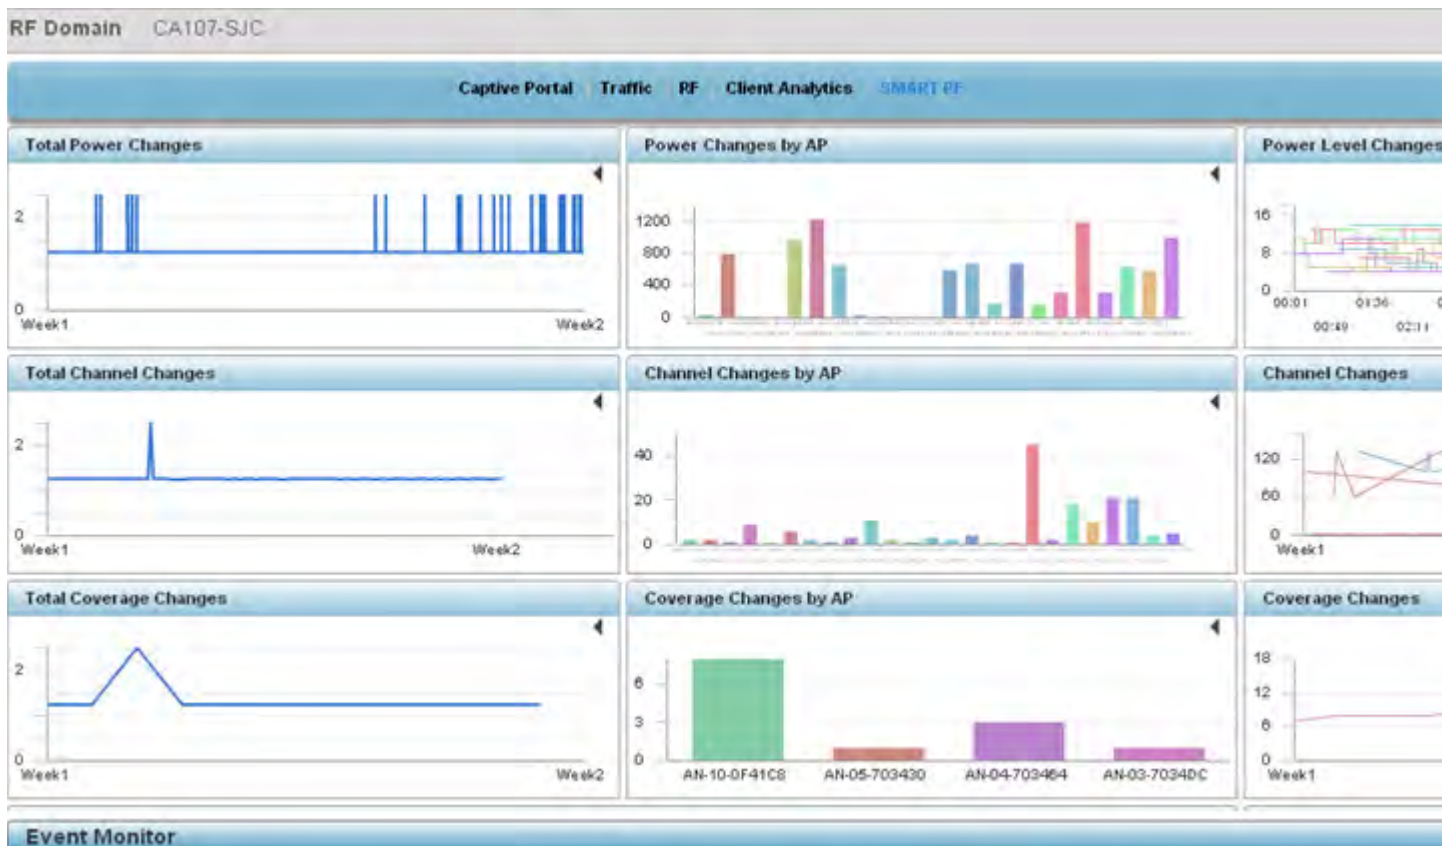 RF Domain CA107-SJC
Captive Portal Traffic RF Client Analytics SMART RF
Total Power Changes
2
0
Week1 Week2
Power Changes by AP
1200
800
400
0
Power Level Changes
16
8
0
00:01 01:36
00:49 02:11
Total Channel Changes
2
0
Week1 Week2
Channel Changes by AP
40
20
0
Channel Changes
120
60
0
Week1
Total Coverage Changes
2
0
Week1 Week2
Coverage Changes by AP
6
3
0
AN-10-0F41C8 AN-05-703430 AN-04-703464 AN-03-7034DC
Coverage Changes
18
12
6
0
Week1
Event Monitor